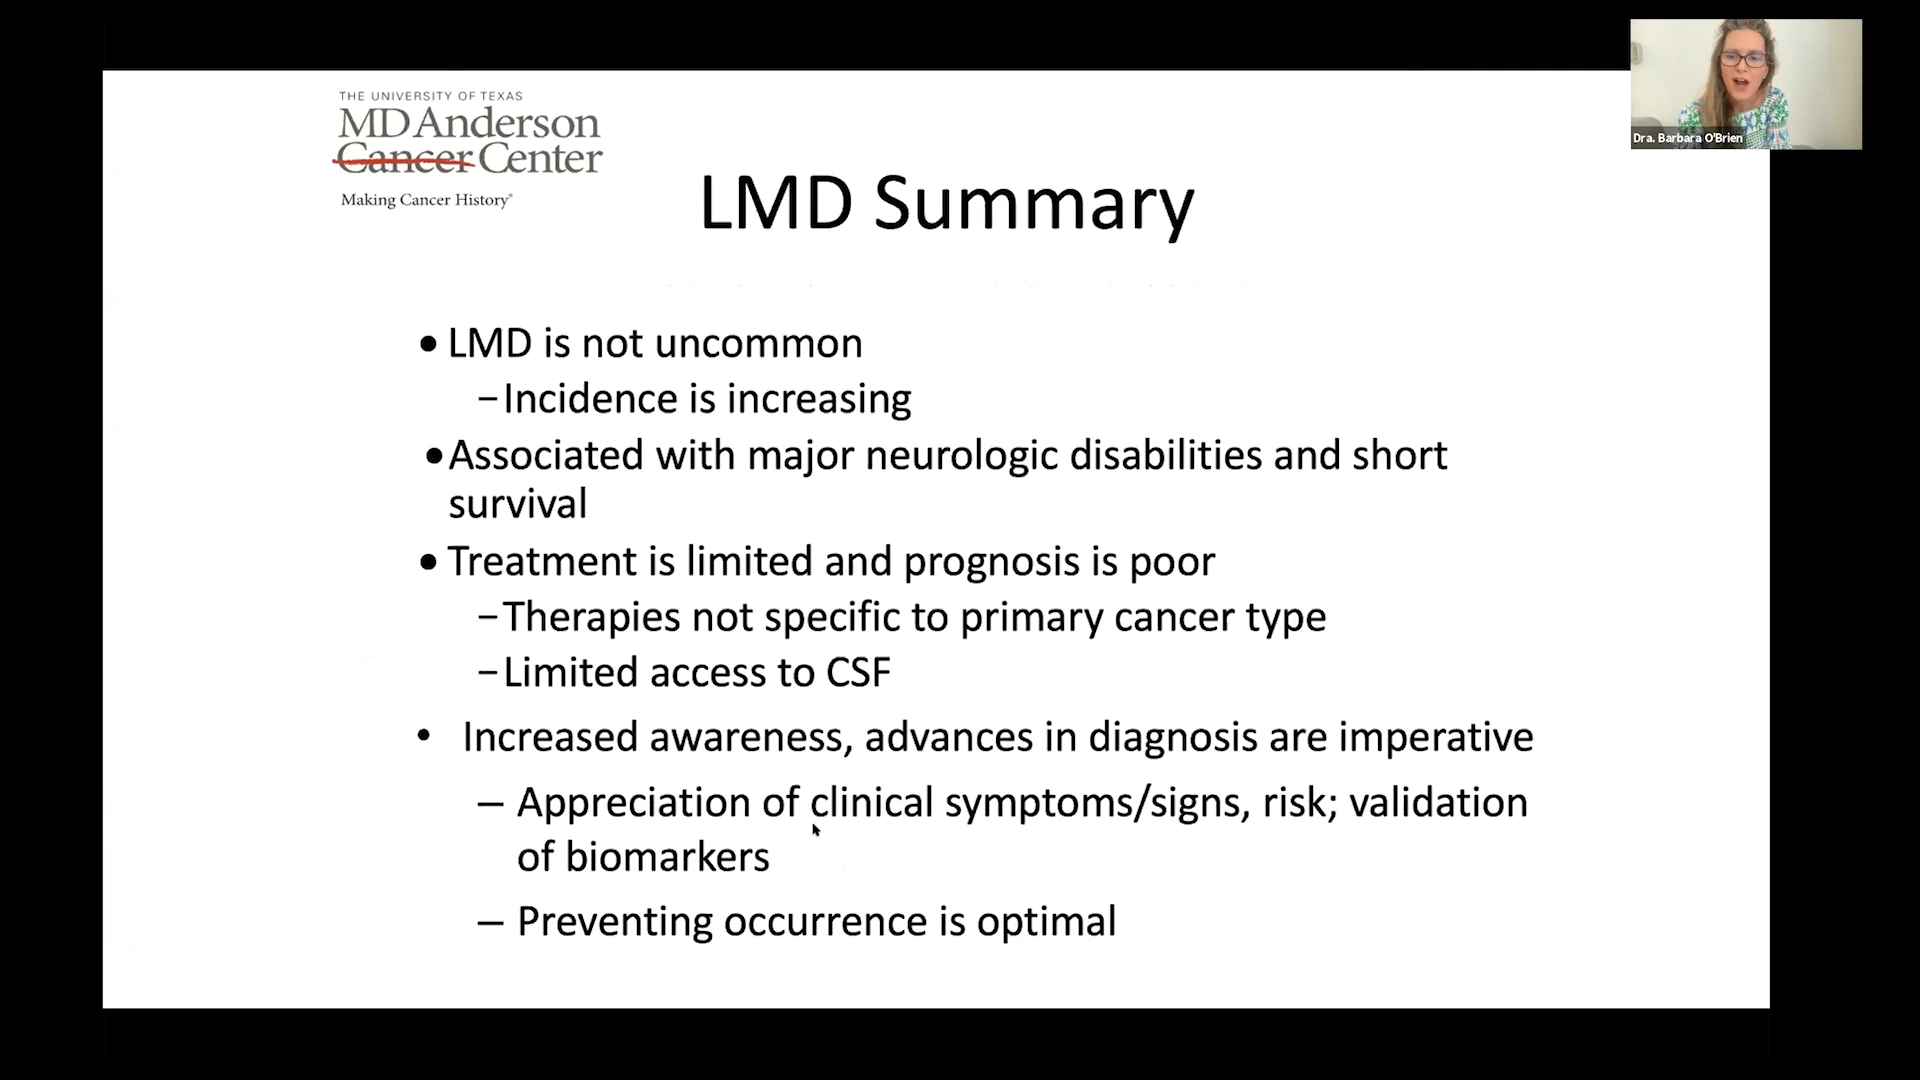 THE UNIVERSITY OF TEXAS
MD Anderson
Cancer Center
Making Cancer History®
Dra. Barbara O'Brien
LMD Summary
• LMD is not uncommon
–Incidence is increasing
•Associated with major neurologic disabilities and short
survival
• Treatment is limited and prognosis is poor
–Therapies not specific to primary cancer type
–Limited access to CSF
• Increased awareness, advances in diagnosis are imperative
– Appreciation of clinical symptoms/signs, risk; validation
of biomarkers
– Preventing occurrence is optimal